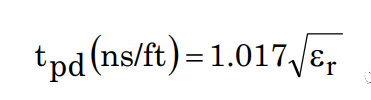 t_pd (ns/ft) = 1.017√ε_r